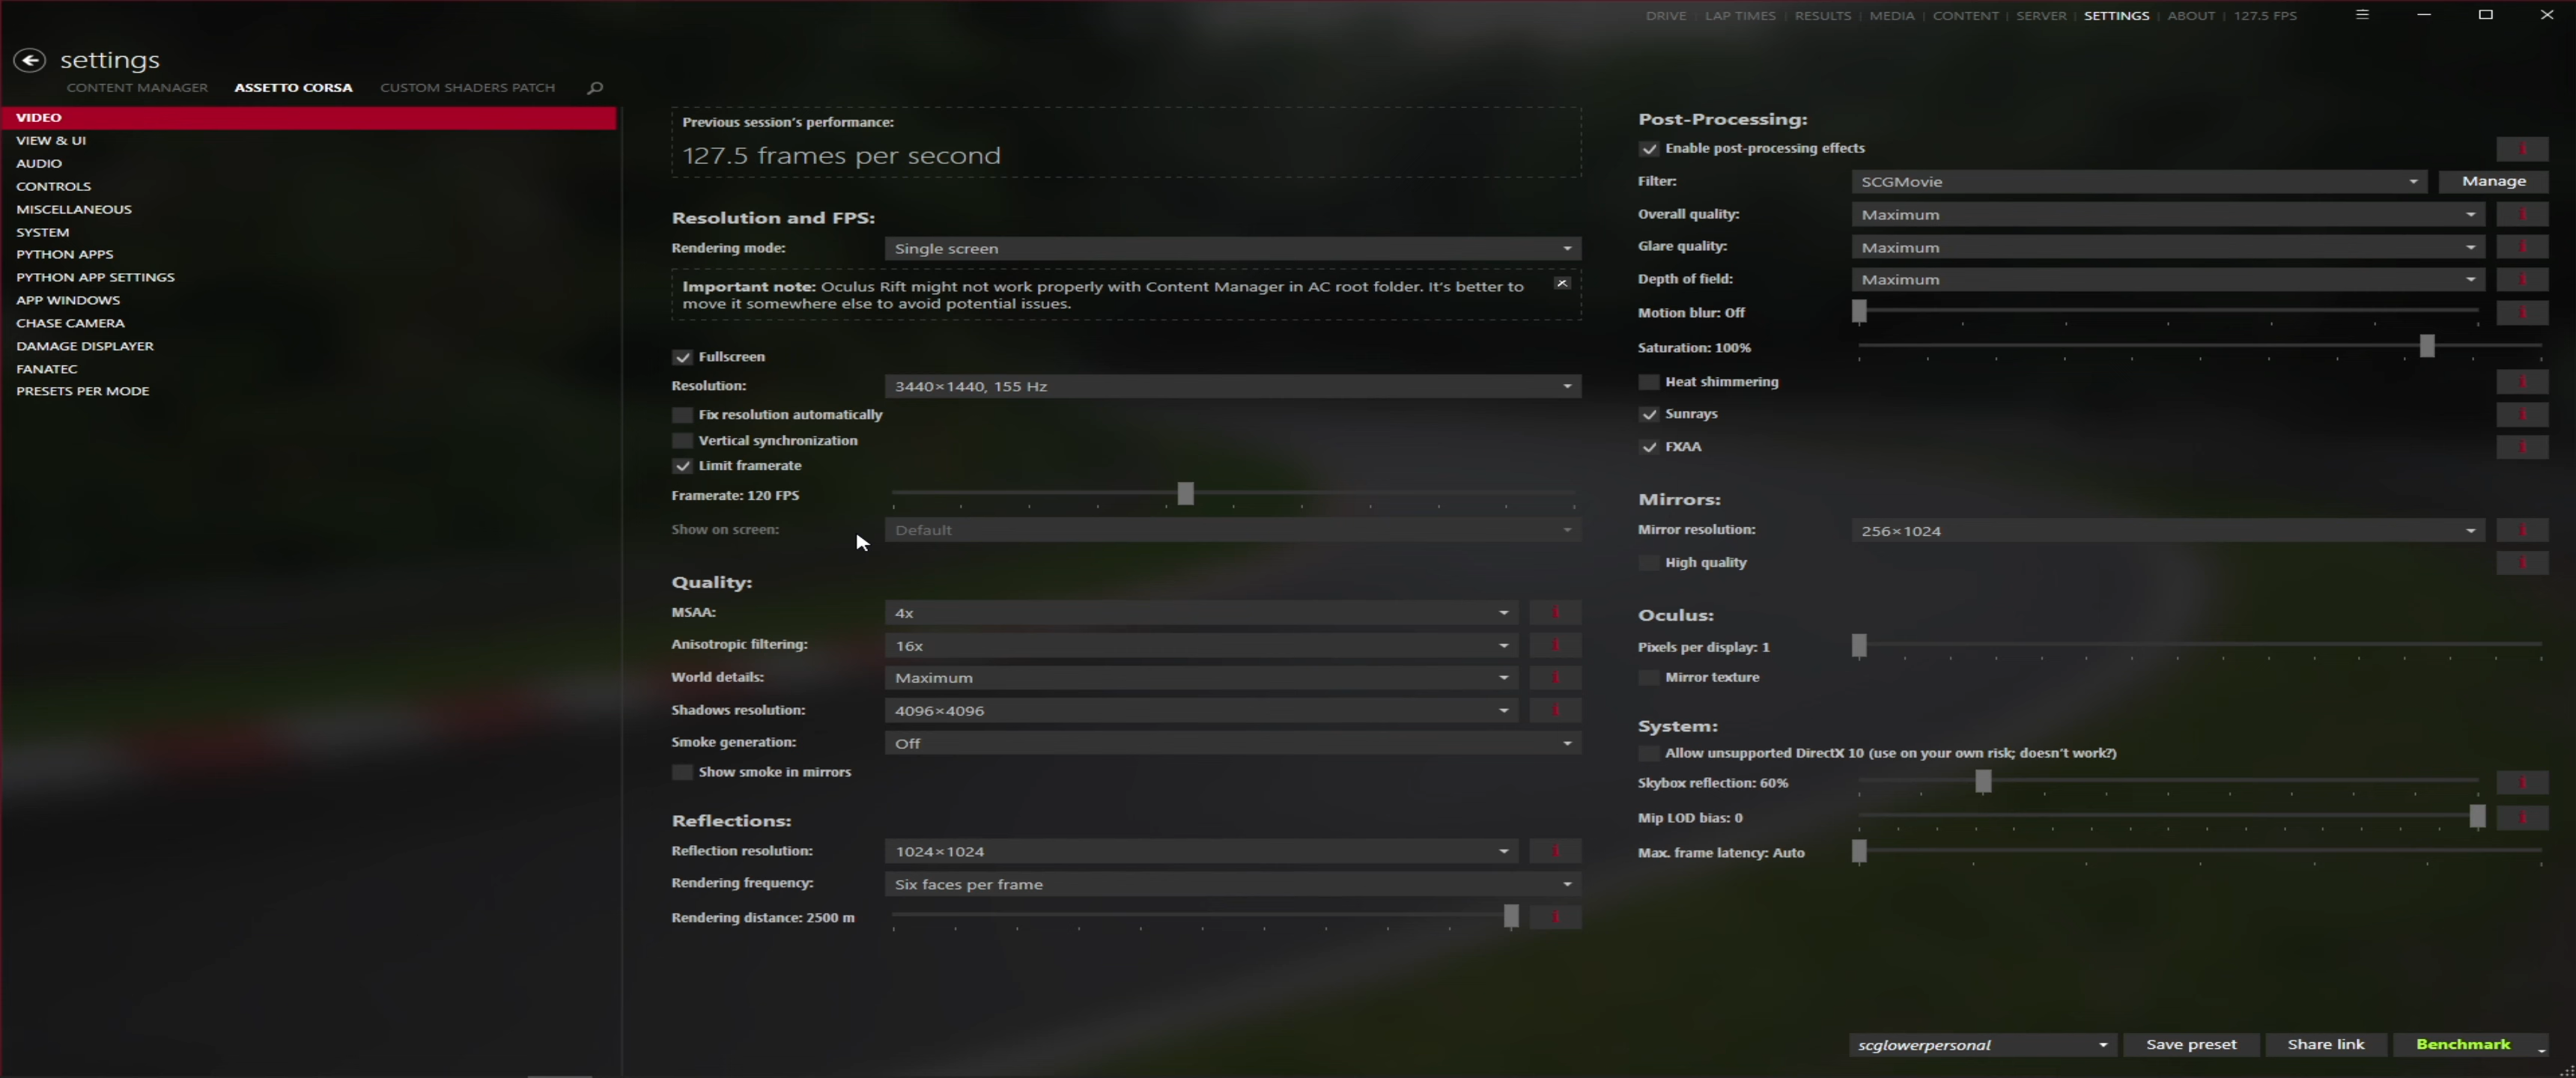 DRIVE | LAP TIMES | RESULTS | MEDIA | CONTENT | SERVER | SETTINGS | ABOUT | 127.5 FPS
settings
CONTENT MANAGER ASSETTO CORSA CUSTOM SHADERS PATCH
VIDEO
VIEW & UI
AUDIO
CONTROLS
MISCELLANEOUS
SYSTEM
PYTHON APPS
PYTHON APP SETTINGS
APP WINDOWS
CHASE CAMERA
DAMAGE DISPLAYER
FANATEC
PRESETS PER MODE
Previous session's performance:
127.5 frames per second
Resolution and FPS:
Rendering mode: Single screen
Important note: Oculus Rift might not work properly with Content Manager in AC root folder. It's better to
move it somewhere else to avoid potential issues.
Fullscreen
Resolution: 3440×1440, 155 Hz
Fix resolution automatically
Vertical synchronization
Limit framerate
Framerate: 120 FPS
Show on screen: Default
Quality:
MSAA: 4x
Anisotropic filtering: 16x
World details: Maximum
Shadows resolution: 4096×4096
Smoke generation: Off
Show smoke in mirrors
Reflections:
Reflection resolution: 1024×1024
Rendering frequency: Six faces per frame
Rendering distance: 2500 m
Post-Processing:
Enable post-processing effects
Filter: SCGMovie Manage
Overall quality: Maximum
Glare quality: Maximum
Depth of field: Maximum
Motion blur: Off
Saturation: 100%
Heat shimmering
Sunrays
FXAA
Mirrors:
Mirror resolution: 256×1024
High quality
Oculus:
Pixels per display: 1
Mirror texture
System:
Allow unsupported DirectX 10 (use on your own risk; doesn't work?)
Skybox reflection: 60%
Mip LOD bias: 0
Max. frame latency: Auto
scglowerpersonal Save preset Share link Benchmark